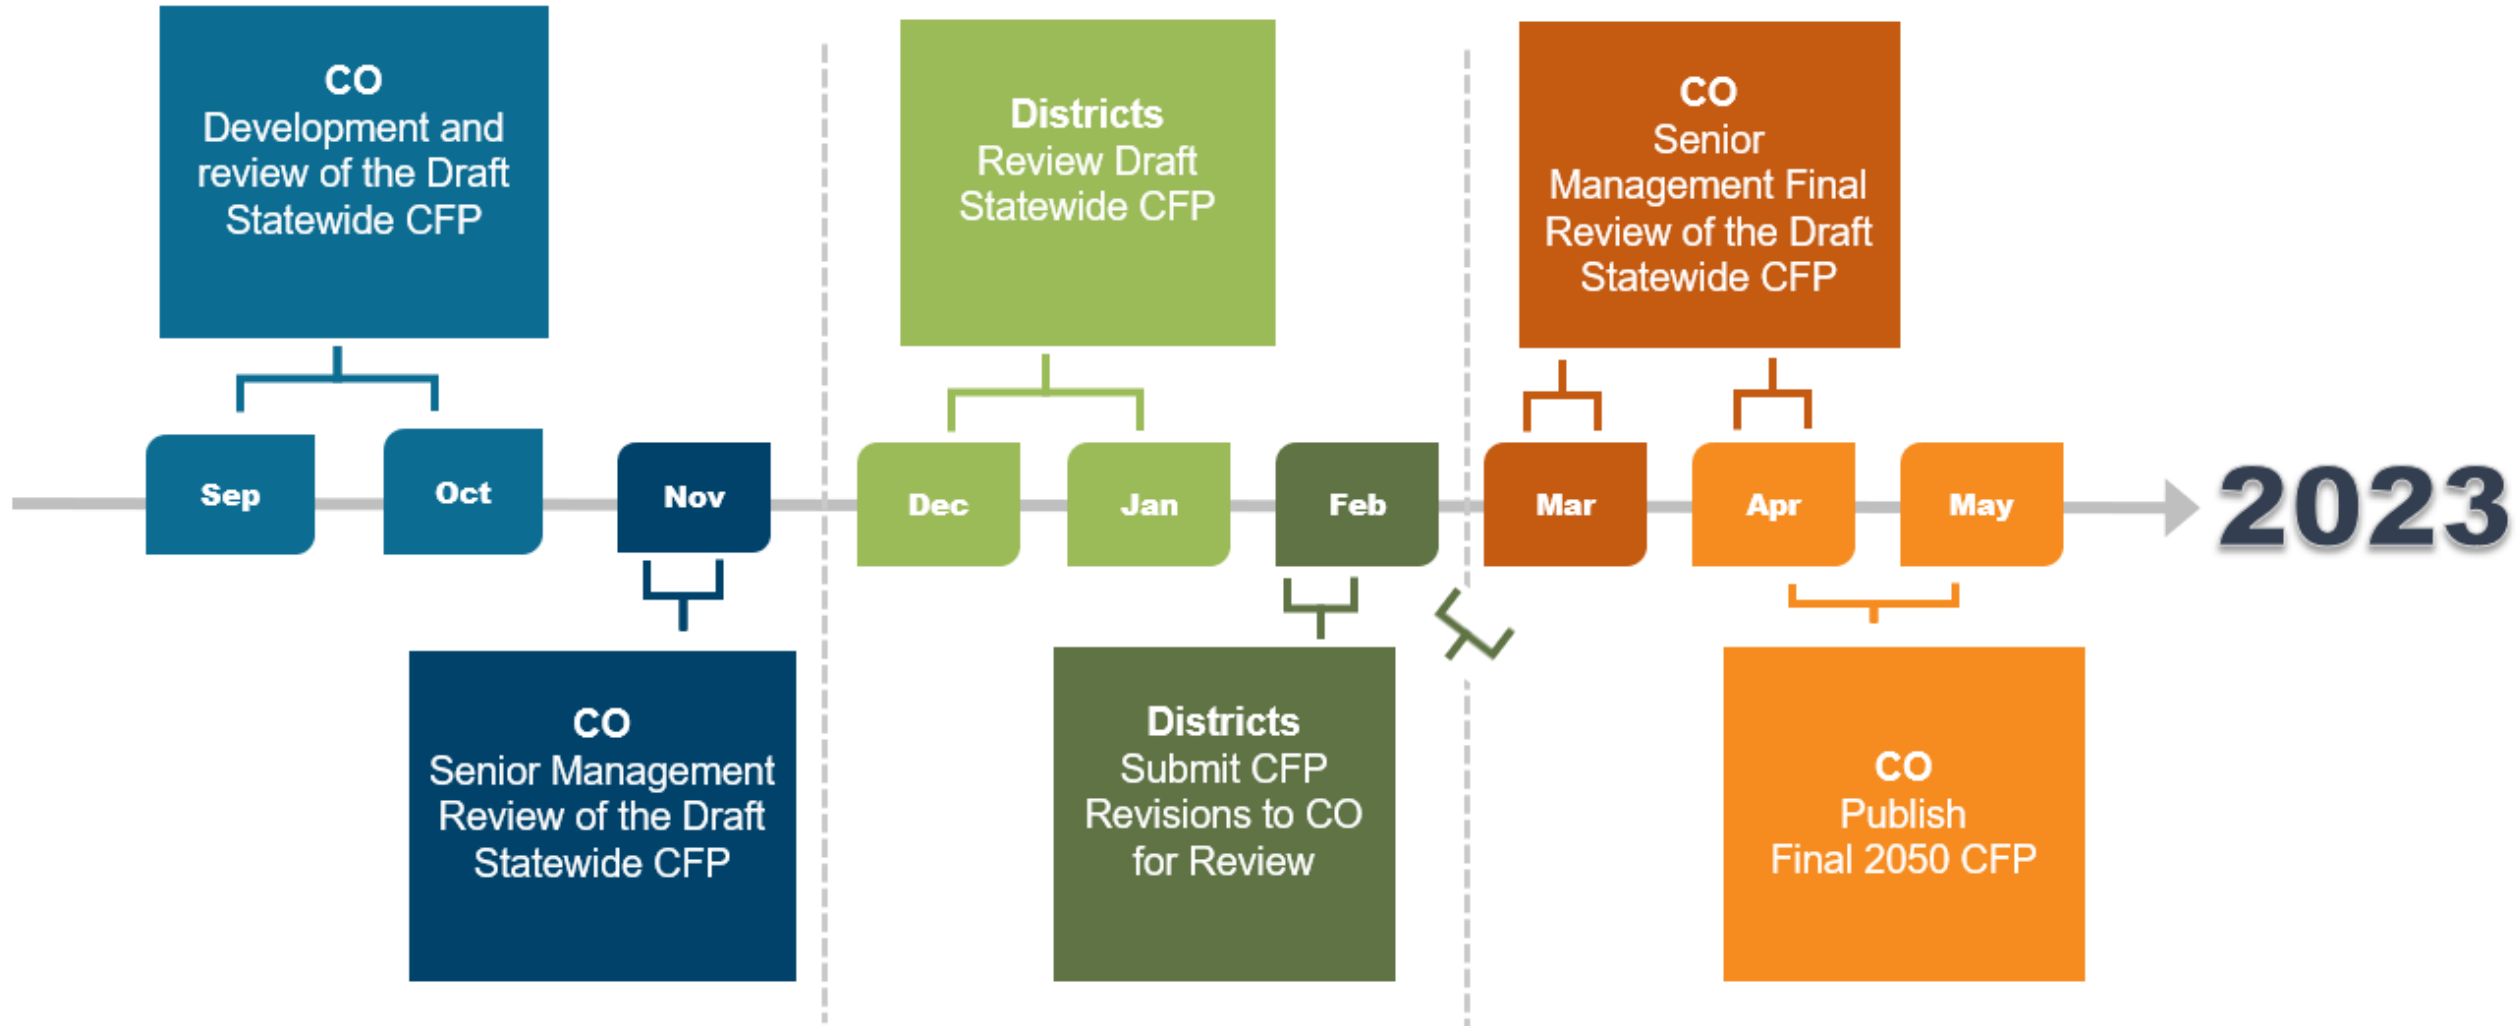 CO
Development and
review of the Draft
Statewide CFP
Districts
Review Draft
Statewide CFP
CO
Senior
Management Final
Review of the Draft
Statewide CFP
Sep
Oct
Nov
Dec
Jan
Feb
Mar
Apr
May
2023
CO
Senior Management
Review of the Draft
Statewide CFP
Districts
Submit CFP
Revisions to CO
for Review
CO
Publish
Final 2050 CFP